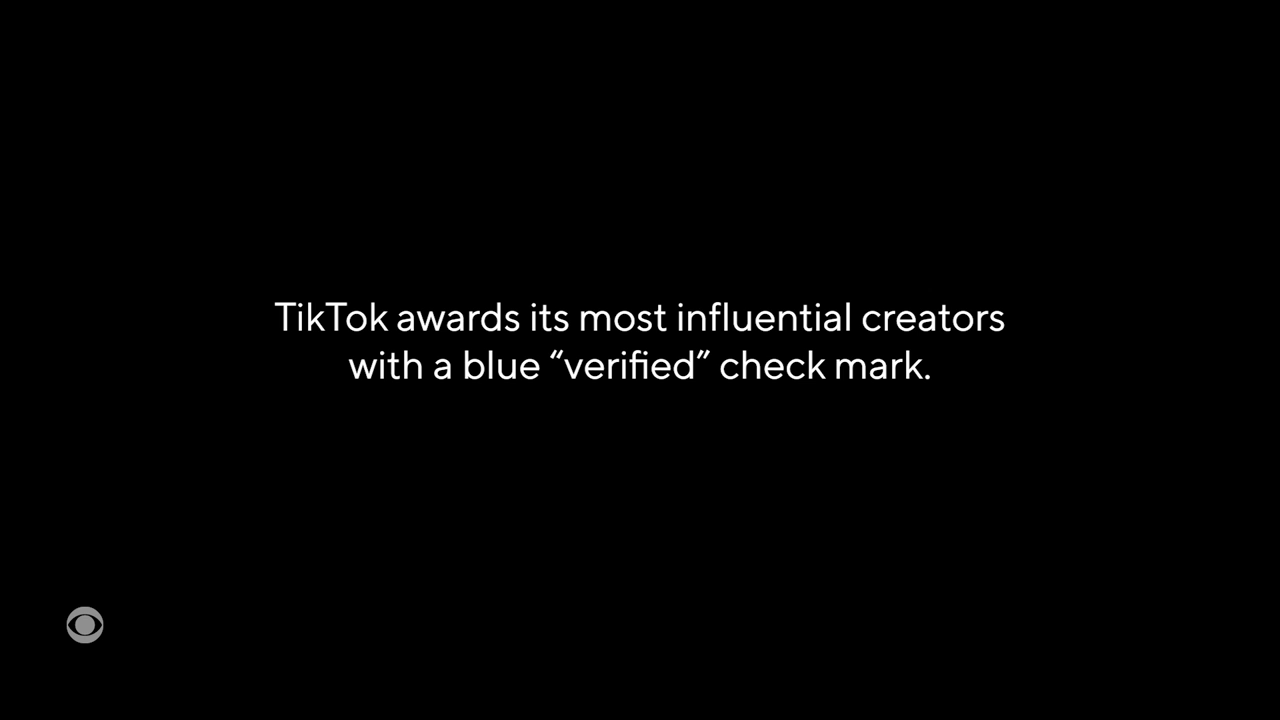 TikTok awards its most influential creators
with a blue “verified” check mark.